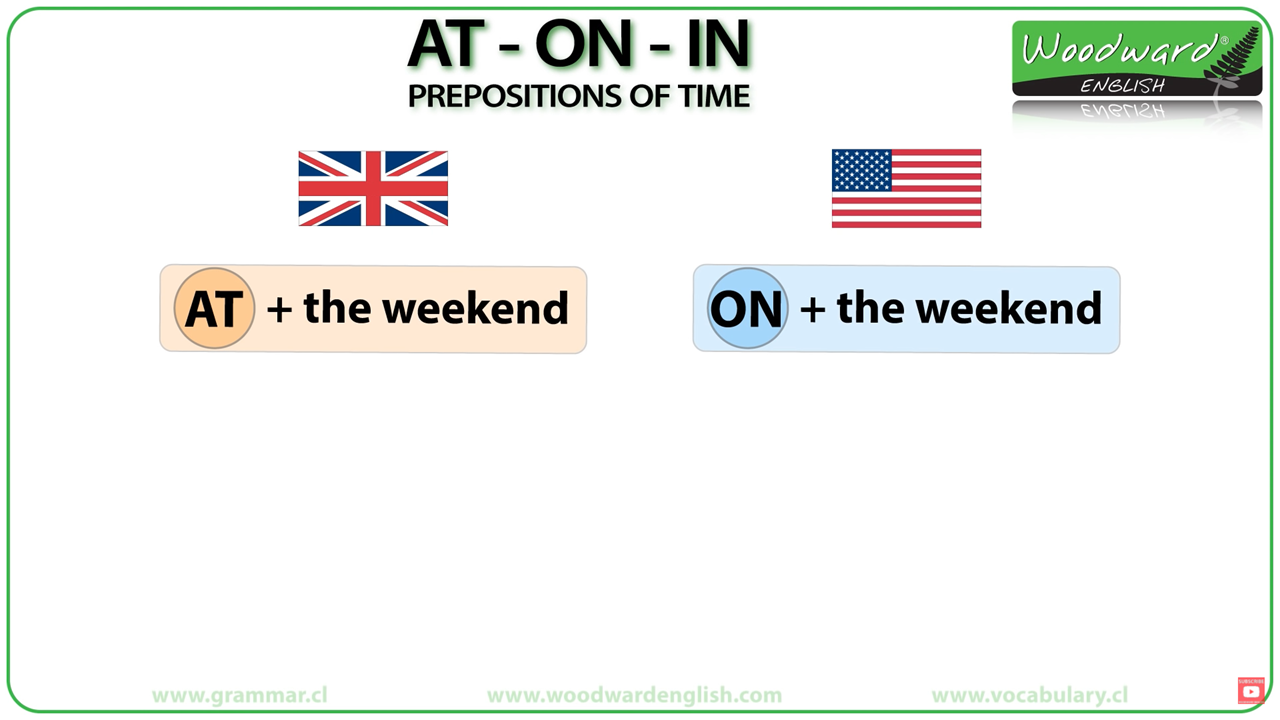 AT - ON - IN
PREPOSITIONS OF TIME
Woodward®
ENGLISH
AT + the weekend
ON + the weekend
www.grammar.cl
www.woodwardenglish.com
www.vocabulary.cl
SUBSCRIBE